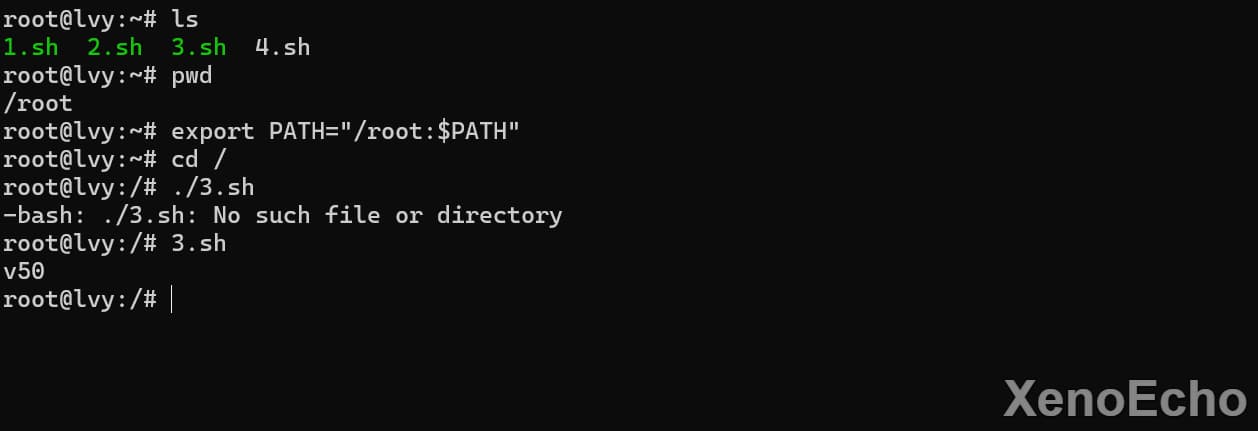 root@lvy:~# ls
1.sh  2.sh  3.sh  4.sh
root@lvy:~# pwd
/root
root@lvy:~# export PATH="/root:$PATH"
root@lvy:~# cd /
root@lvy:/# ./3.sh
-bash: ./3.sh: No such file or directory
root@lvy:/# 3.sh
v50
root@lvy:/#
XenoEcho